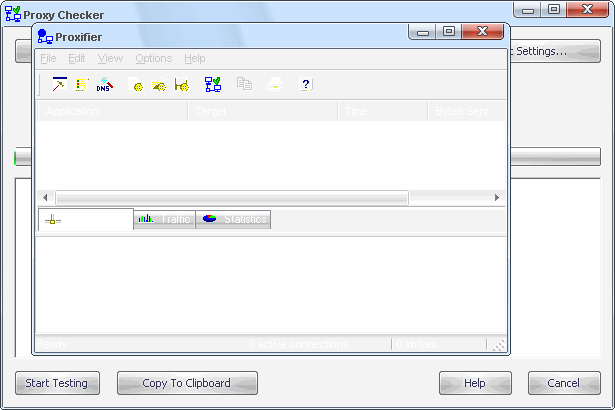 Proxy Checker
Proxifier
File Edit View Options Help
t Settings...
DNS
Application Target Time Bytes Sent
Traffic Statistics
Ready 0 active connections 0 kb/sec
Start Testing Copy To Clipboard Help Cancel